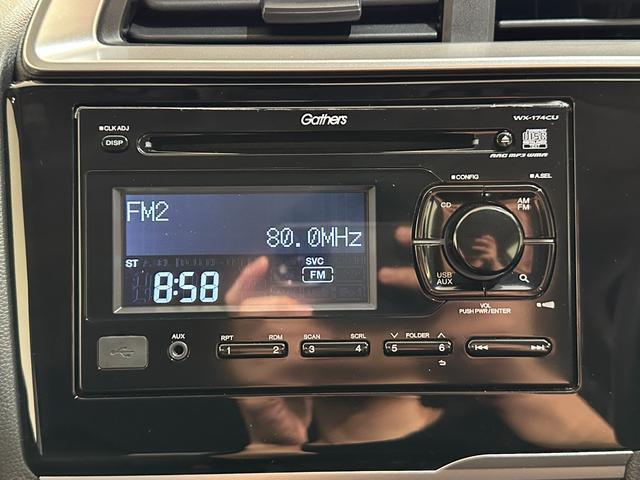 Gathers
WX-174CU
CLK ADJ
DISP
AAC MP3 WMA
CONFIG
A.SEL
FM2
80.0MHz
ST
SVC
FM
8:58
CD
AM
FM
USB
AUX
VOL
PUSH PWR/ENTER
AUX
RPT
RDM
SCAN
SCRL
FOLDER
1
2
3
4
5
6